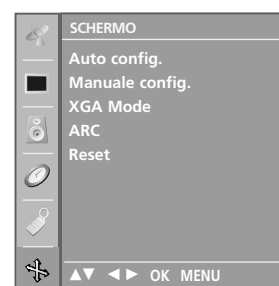 SCHERMO
Auto config.
Manuale config.
XGA Mode
ARC
Reset
▲▼ ◄► OK MENU